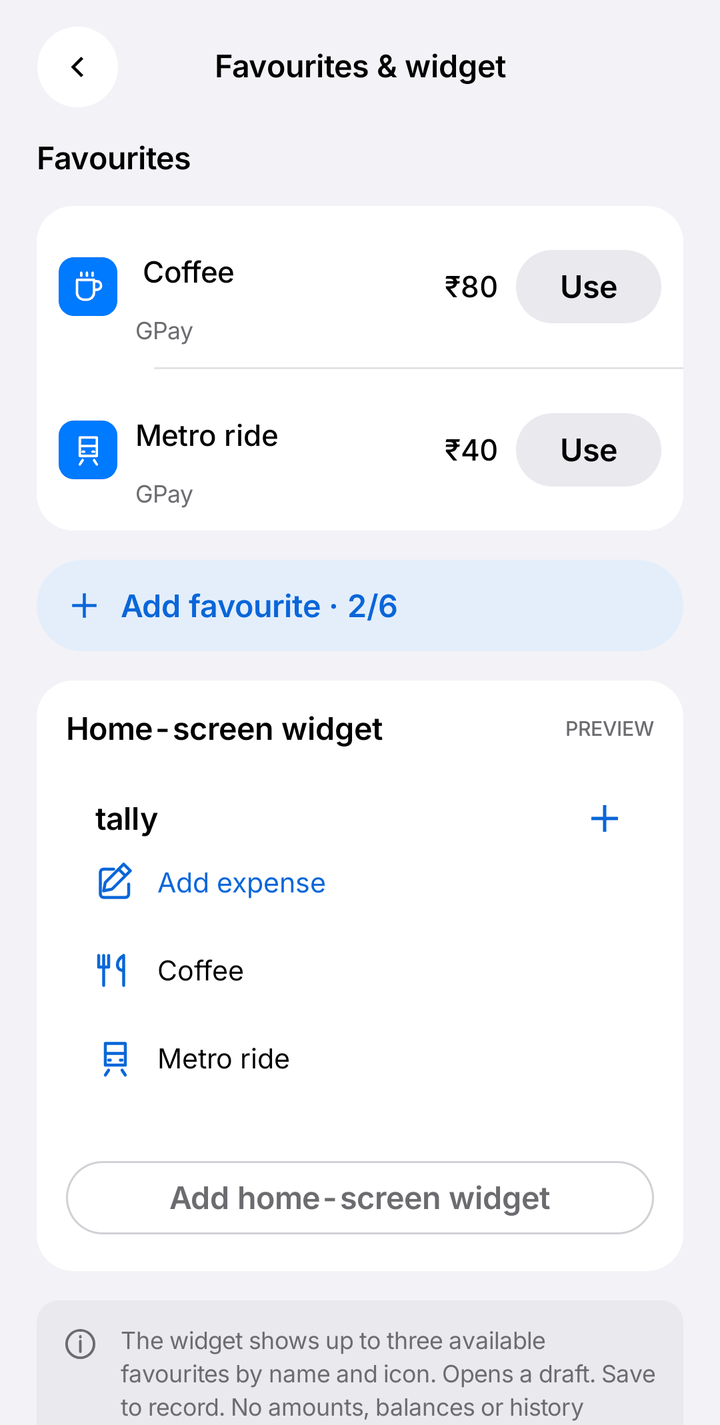 Favourites & widget
Favourites
Coffee
₹80
Use
GPay
Metro ride
₹40
Use
GPay
Add favourite · 2/6
Home-screen widget
PREVIEW
tally
Add expense
Coffee
Metro ride
Add home-screen widget
The widget shows up to three available
favourites by name and icon. Opens a draft. Save
to record. No amounts, balances or history